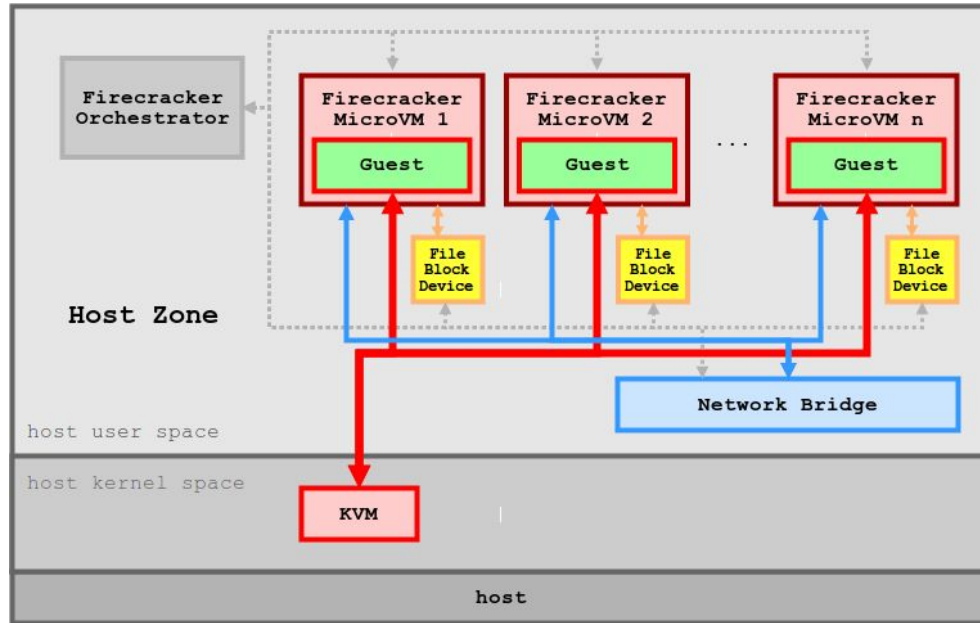 Firecracker
Orchestrator
Firecracker
MicroVM 1
Guest
Firecracker
MicroVM 2
Guest
...
Firecracker
MicroVM n
Guest
File
Block
Device
File
Block
Device
File
Block
Device
Host Zone
Network Bridge
host user space
host kernel space
KVM
host